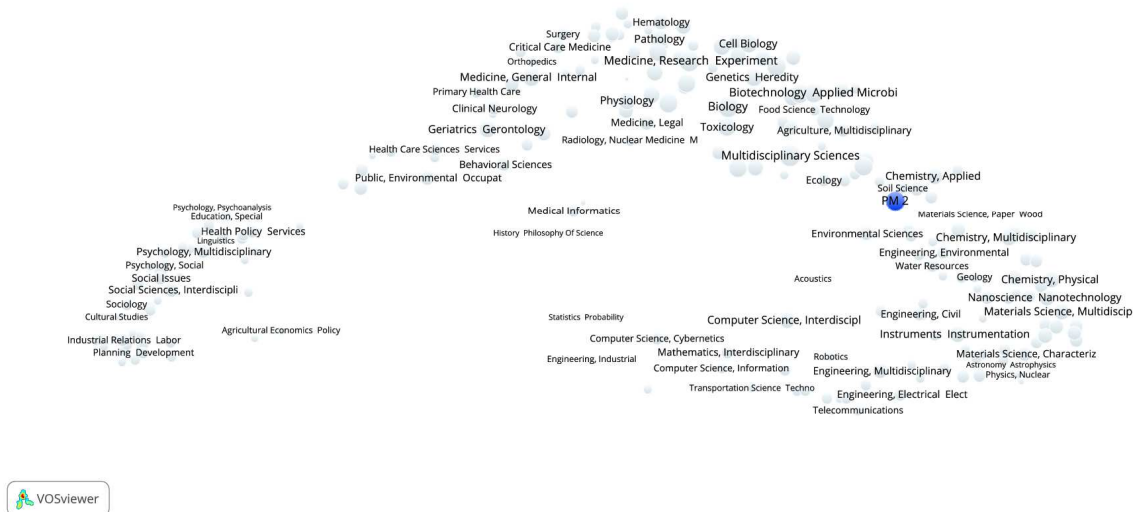 Hematology
Surgery
Pathology
Cell Biology
Critical Care Medicine
Orthopedics
Medicine, Research Experiment
Medicine, General Internal
Genetics Heredity
Primary Health Care
Biotechnology Applied Microbi
Physiology
Clinical Neurology
Biology
Food Science Technology
Medicine, Legal
Toxicology
Geriatrics Gerontology
Agriculture, Multidisciplinary
Radiology, Nuclear Medicine M
Health Care Sciences Services
Multidisciplinary Sciences
Behavioral Sciences
Public, Environmental Occupat
Ecology
Chemistry, Applied
Soil Science
PM 2
Psychology, Psychoanalysis
Education, Special
Medical Informatics
Materials Science, Paper Wood
Health Policy Services
History Philosophy Of Science
Environmental Sciences
Chemistry, Multidisciplinary
Linguistics
Psychology, Multidisciplinary
Engineering, Environmental
Psychology, Social
Water Resources
Social Issues
Acoustics
Geology
Chemistry, Physical
Social Sciences, Interdiscipli
Nanoscience Nanotechnology
Sociology
Materials Science, Multidiscip
Cultural Studies
Statistics Probability
Computer Science, Interdiscipl
Engineering, Civil
Agricultural Economics Policy
Industrial Relations Labor
Computer Science, Cybernetics
Instruments Instrumentation
Planning Development
Engineering, Industrial
Mathematics, Interdisciplinary
Robotics
Materials Science, Characteriz
Computer Science, Information
Engineering, Multidisciplinary
Astronomy Astrophysics
Physics, Nuclear
Transportation Science Techno
Engineering, Electrical Elect
Telecommunications
VOSviewer